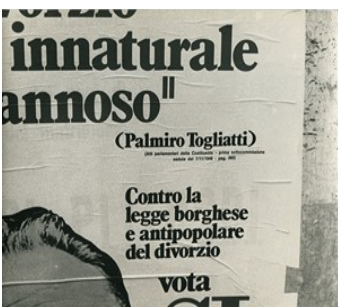 innaturale
annoso"
(Palmiro Togliatti)
Contro la
legge borghese
e antipopolare
del divorzio
vota